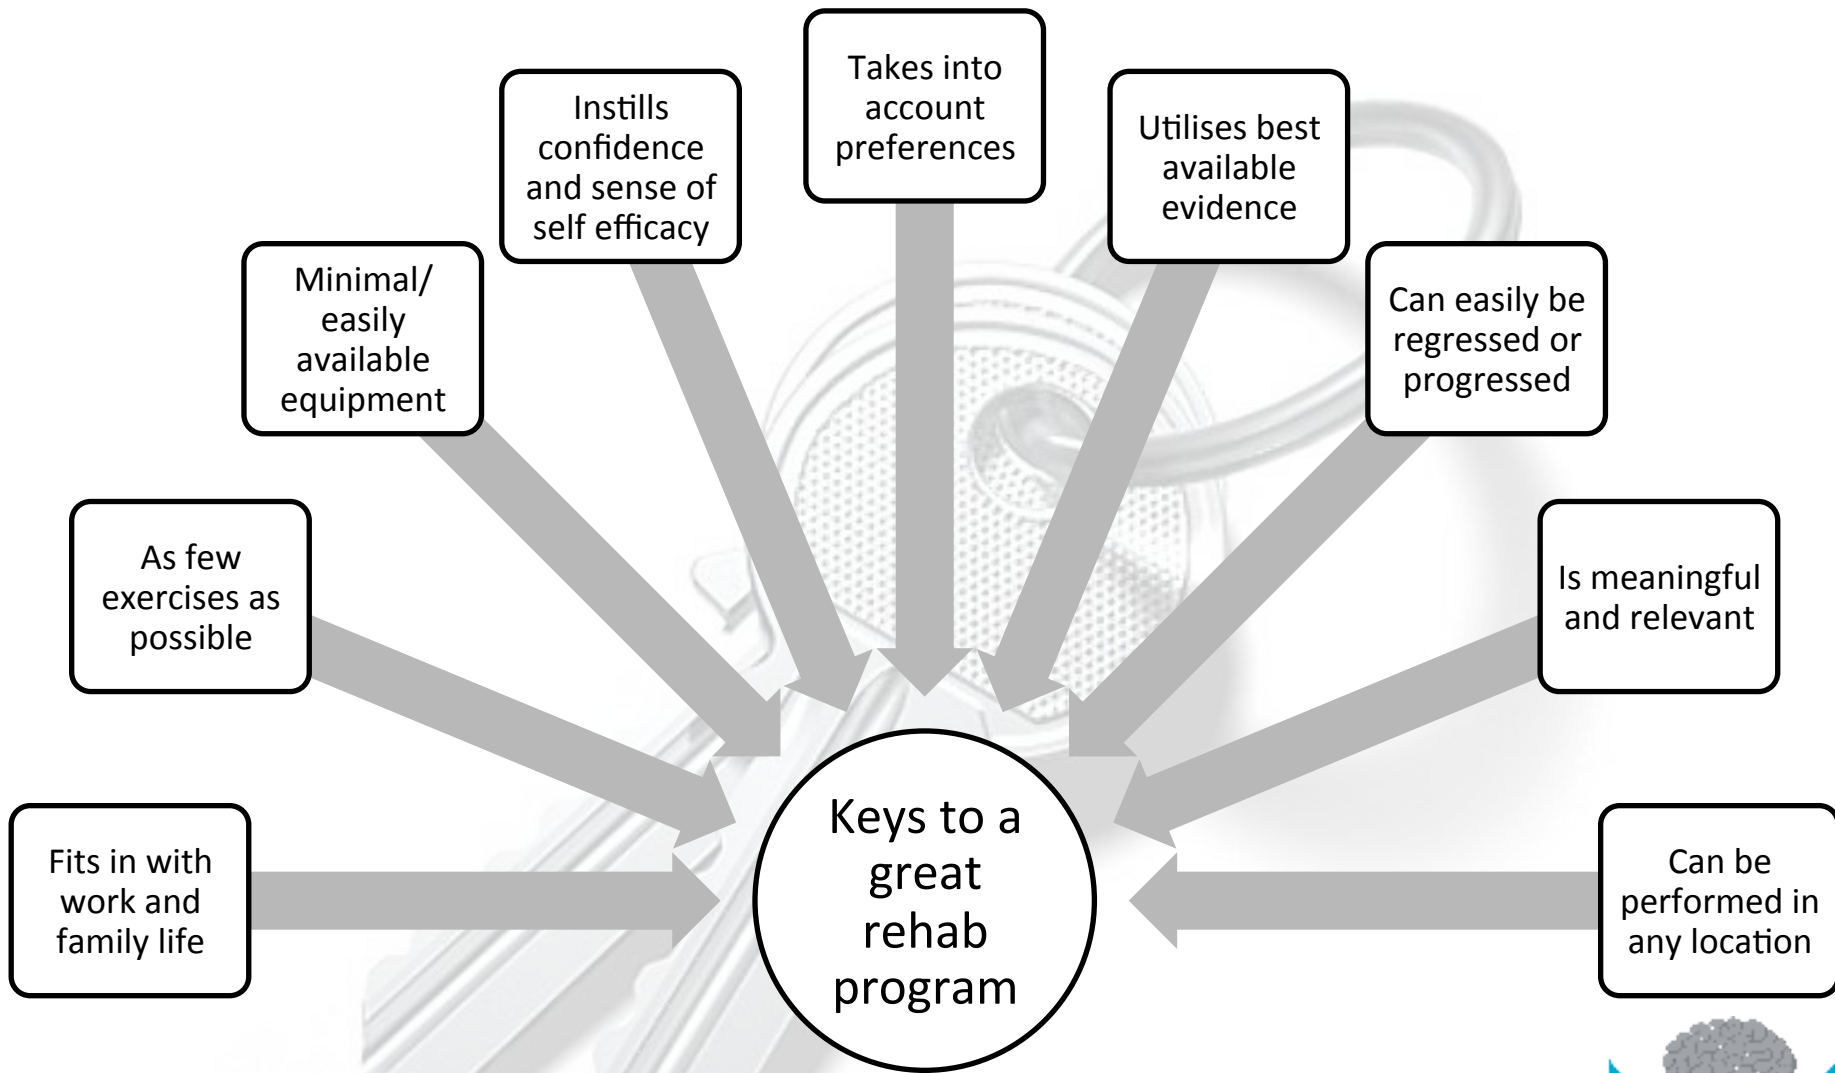 Takes into
account
preferences
Instills
confidence
and sense of
self efficacy
Utilises best
available
evidence
Minimal/
easily
available
equipment
Can easily be
regressed or
progressed
As few
exercises as
possible
Is meaningful
and relevant
Fits in with
work and
family life
Keys to a
great
rehab
program
Can be
performed in
any location